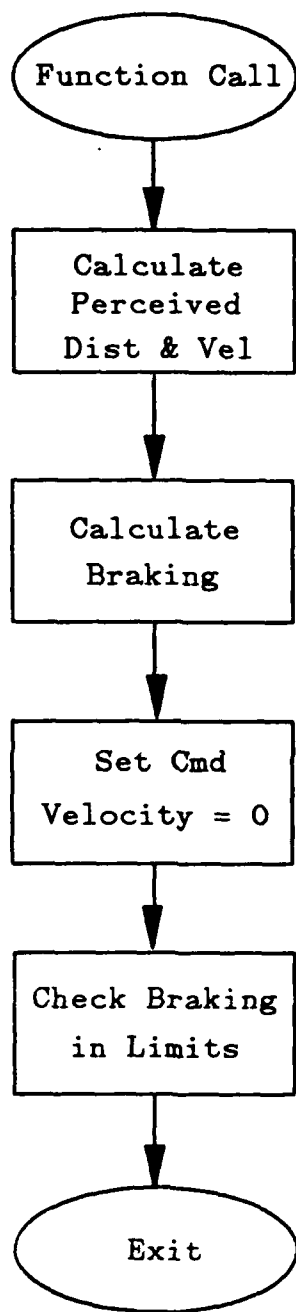 Function Call
Calculate
Perceived
Dist & Vel
Calculate
Braking
Set Cmd
Velocity = 0
Check Braking
in Limits
Exit